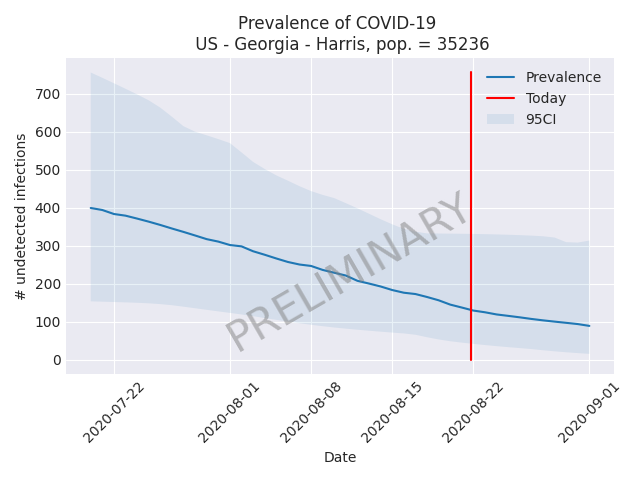 Prevalence of COVID-19
US - Georgia - Harris, pop. = 35236
Prevalence
Today
95CI
PRELIMINARY
# undetected infections
700
600
500
400
300
200
100
0
2020-07-22
2020-08-01
2020-08-08
2020-08-15
2020-08-22
2020-09-01
Date